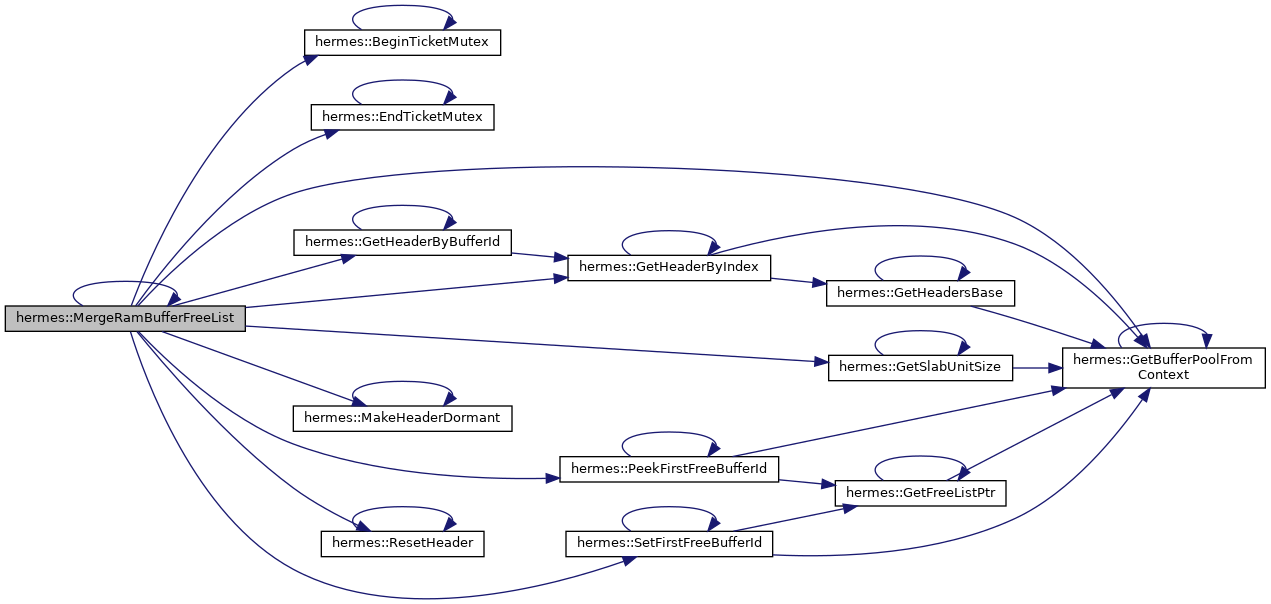 hermes::BeginTicketMutex
hermes::EndTicketMutex
hermes::GetHeaderByBufferId
hermes::GetHeaderByIndex
hermes::GetHeadersBase
hermes::MergeRamBufferFreeList
hermes::GetSlabUnitSize
hermes::GetBufferPoolFrom
Context
hermes::MakeHeaderDormant
hermes::PeekFirstFreeBufferId
hermes::GetFreeListPtr
hermes::ResetHeader
hermes::SetFirstFreeBufferId